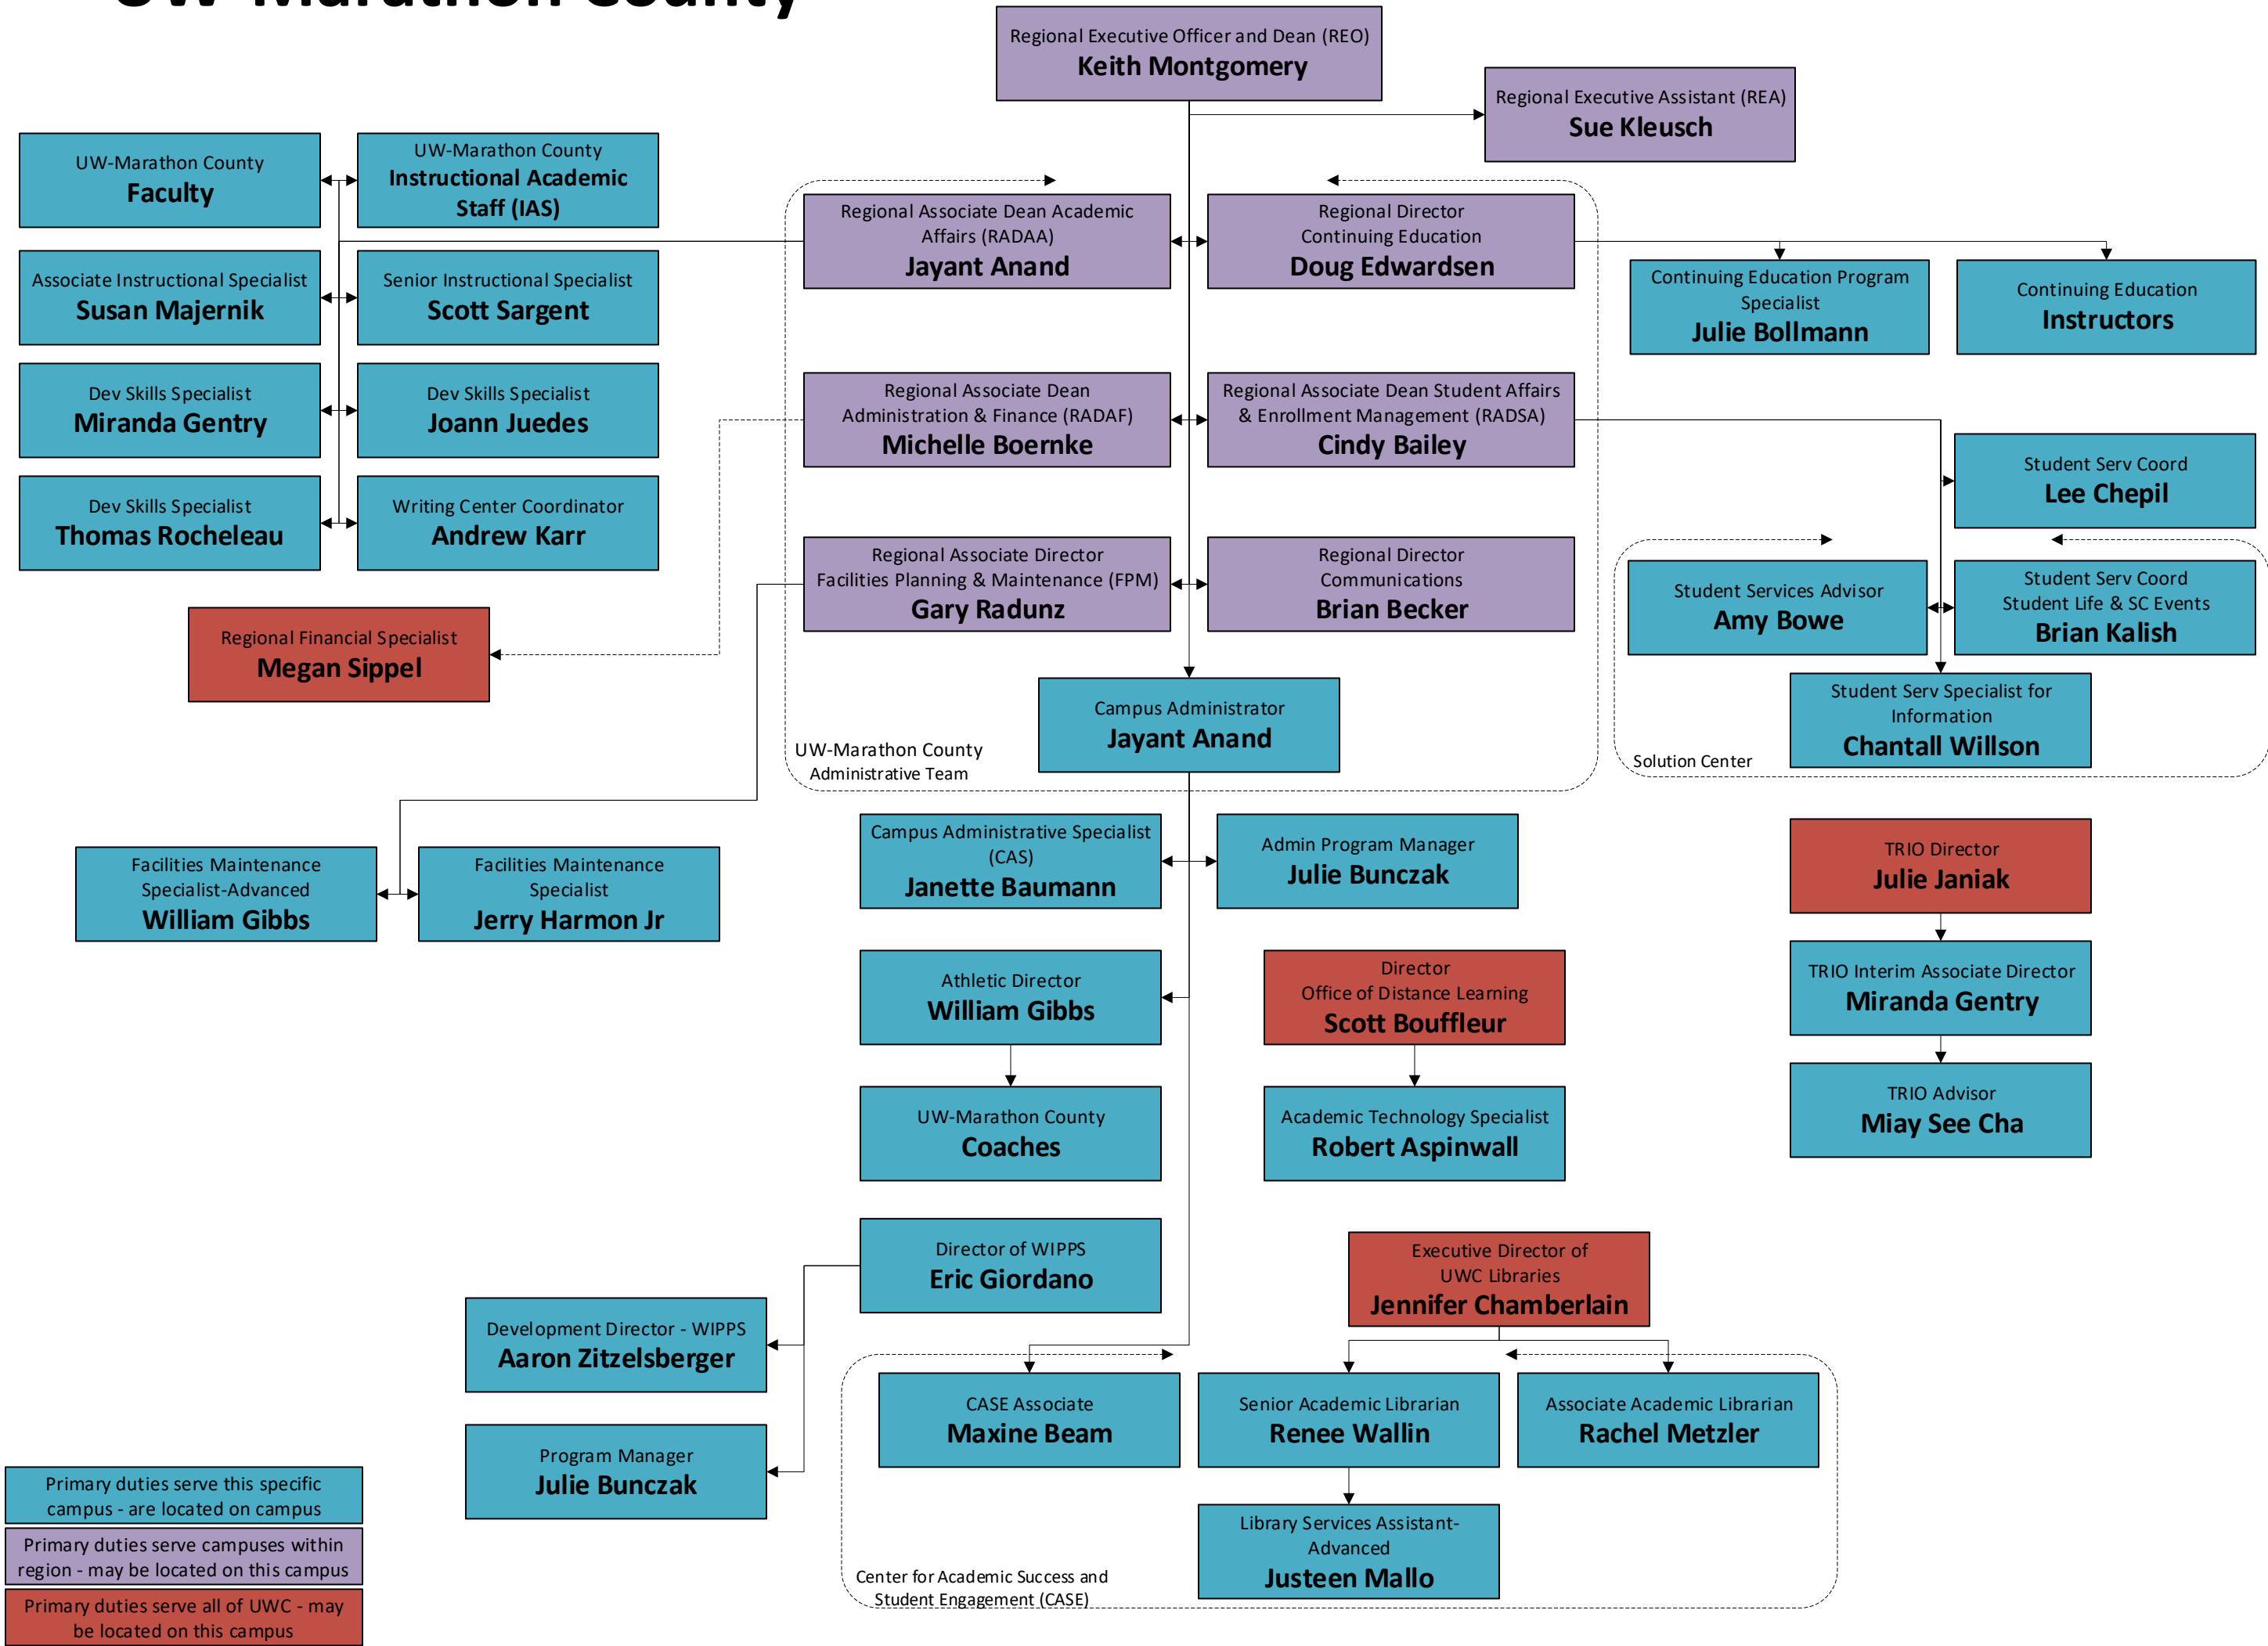 UW-Marathon County
Regional Executive Officer and Dean (REO)
Keith Montgomery
Regional Executive Assistant (REA)
Sue Kleusch
UW-Marathon County
Faculty
UW-Marathon County
Instructional Academic
Staff (IAS)
Associate Instructional Specialist
Susan Majernik
Senior Instructional Specialist
Scott Sargent
Dev Skills Specialist
Miranda Gentry
Dev Skills Specialist
Joann Juedes
Dev Skills Specialist
Thomas Rocheleau
Writing Center Coordinator
Andrew Karr
Regional Associate Dean Academic
Affairs (RADAA)
Jayant Anand
Regional Director
Continuing Education
Doug Edwardsen
Continuing Education Program
Specialist
Julie Bollmann
Continuing Education
Instructors
Regional Associate Dean
Administration & Finance (RADAF)
Michelle Boernke
Regional Associate Dean Student Affairs
& Enrollment Management (RADSA)
Cindy Bailey
Student Serv Coord
Lee Chepil
Regional Associate Director
Facilities Planning & Maintenance (FPM)
Gary Radunz
Regional Director
Communications
Brian Becker
Student Services Advisor
Amy Bowe
Student Serv Coord
Student Life & SC Events
Brian Kalish
Regional Financial Specialist
Megan Sippel
Campus Administrator
Jayant Anand
UW-Marathon County
Administrative Team
Student Serv Specialist for
Information
Chantall Willson
Solution Center
Facilities Maintenance
Specialist-Advanced
William Gibbs
Facilities Maintenance
Specialist
Jerry Harmon Jr
Campus Administrative Specialist
(CAS)
Janette Baumann
Admin Program Manager
Julie Bunczak
TRIO Director
Julie Janiak
Athletic Director
William Gibbs
Director
Office of Distance Learning
Scott Bouffleur
TRIO Interim Associate Director
Miranda Gentry
UW-Marathon County
Coaches
Academic Technology Specialist
Robert Aspinwall
TRIO Advisor
Miay See Cha
Director of WIPPS
Eric Giordano
Executive Director of
UWC Libraries
Jennifer Chamberlain
Development Director - WIPPS
Aaron Zitzelsberger
Program Manager
Julie Bunczak
CASE Associate
Maxine Beam
Senior Academic Librarian
Renee Wallin
Associate Academic Librarian
Rachel Metzler
Library Services Assistant-
Advanced
Justeen Mallo
Center for Academic Success and
Student Engagement (CASE)
Primary duties serve this specific
campus - are located on campus
Primary duties serve campuses within
region - may be located on this campus
Primary duties serve all of UWC - may
be located on this campus